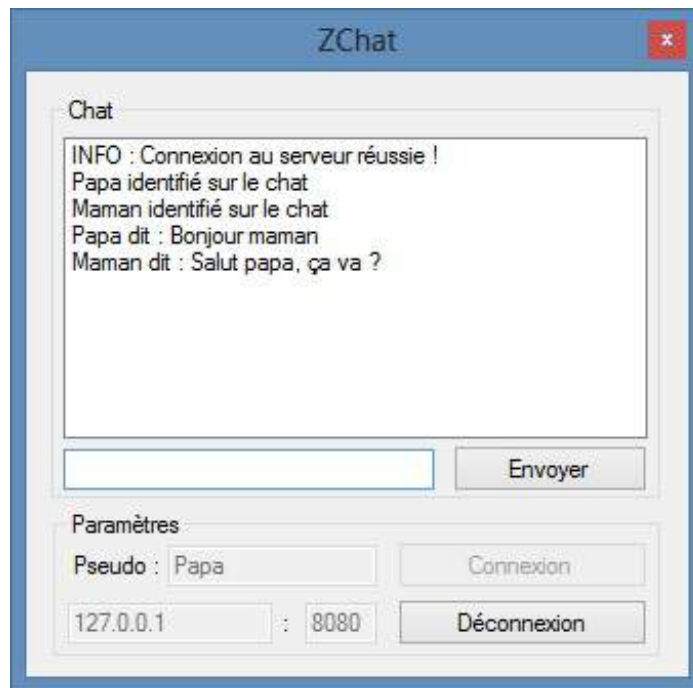 ZChat
x
Chat
INFO : Connexion au serveur réussie !
Papa identifié sur le chat
Maman identifié sur le chat
Papa dit : Bonjour maman
Maman dit : Salut papa, ça va ?
Envoyer
Paramètres
Pseudo : Papa Connexion
127.0.0.1 : 8080 Déconnexion